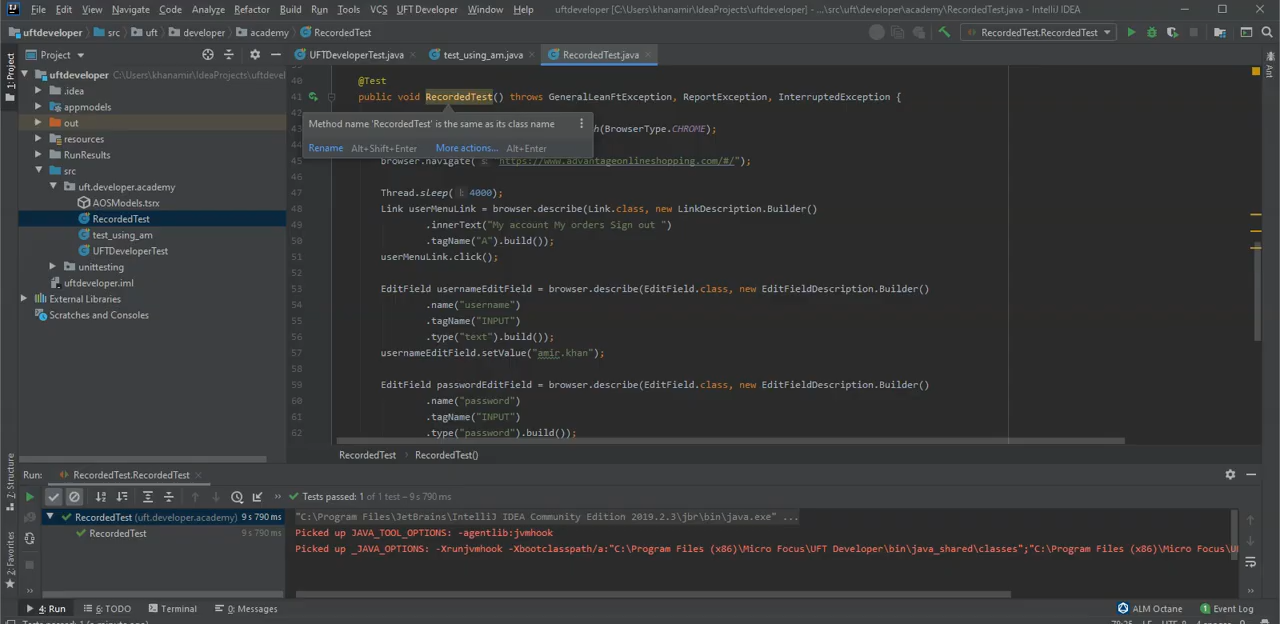 File Edit View Navigate Code Analyze Refactor Build Run Tools VCS UFT Developer Window Help uftdeveloper [C:\Users\khanamir\IdeaProjects\uftdeveloper] - ...\src\uft\developer\academy\RecordedTest.java - IntelliJ IDEA
uftdeveloper src uft developer academy RecordedTest RecordedTest.RecordedTest
1: Project
Project
UFTDeveloperTest.java test_using_am.java RecordedTest.java
Ant
uftdeveloper C:\Users\khanamir\IdeaProjects\uftdevel
.idea
appmodels
out
resources
RunResults
src
uft.developer.academy
AOSModels.tsrx
RecordedTest
test_using_am
UFTDeveloperTest
unittesting
uftdeveloper.iml
External Libraries
Scratches and Consoles
40 @Test
41 public void RecordedTest() throws GeneralLeanFtException, ReportException, InterruptedException {
42
Method name 'RecordedTest' is the same as its class name
43 h(BrowserType.CHROME);
Rename Alt+Shift+Enter More actions... Alt+Enter
45 browser.navigate( s: "https://www.advantageonlineshopping.com/#/");
46
47 Thread.sleep( l: 4000);
48 Link userMenuLink = browser.describe(Link.class, new LinkDescription.Builder()
49 .innerText("My account My orders Sign out ")
50 .tagName("A").build());
51 userMenuLink.click();
52
53 EditField usernameEditField = browser.describe(EditField.class, new EditFieldDescription.Builder()
54 .name("username")
55 .tagName("INPUT")
56 .type("text").build());
57 usernameEditField.setValue("amir.khan");
58
59 EditField passwordEditField = browser.describe(EditField.class, new EditFieldDescription.Builder()
60 .name("password")
61 .tagName("INPUT")
62 .type("password").build());
RecordedTest › RecordedTest()
Z: Structure
2: Favorites
Run: RecordedTest.RecordedTest
Tests passed: 1 of 1 test – 9 s 790 ms
RecordedTest (uft.developer.academy) 9 s 790 ms
RecordedTest 9 s 790 ms
"C:\Program Files\JetBrains\IntelliJ IDEA Community Edition 2019.2.3\jbr\bin\java.exe" ...
Picked up JAVA_TOOL_OPTIONS: -agentlib:jvmhook
Picked up _JAVA_OPTIONS: -Xrunjvmhook -Xbootclasspath/a:"C:\Program Files (x86)\Micro Focus\UFT Developer\bin\java_shared\classes";"C:\Program Files (x86)\Micro Focus\U
4: Run 6: TODO Terminal 0: Messages ALM Octane 1 Event Log